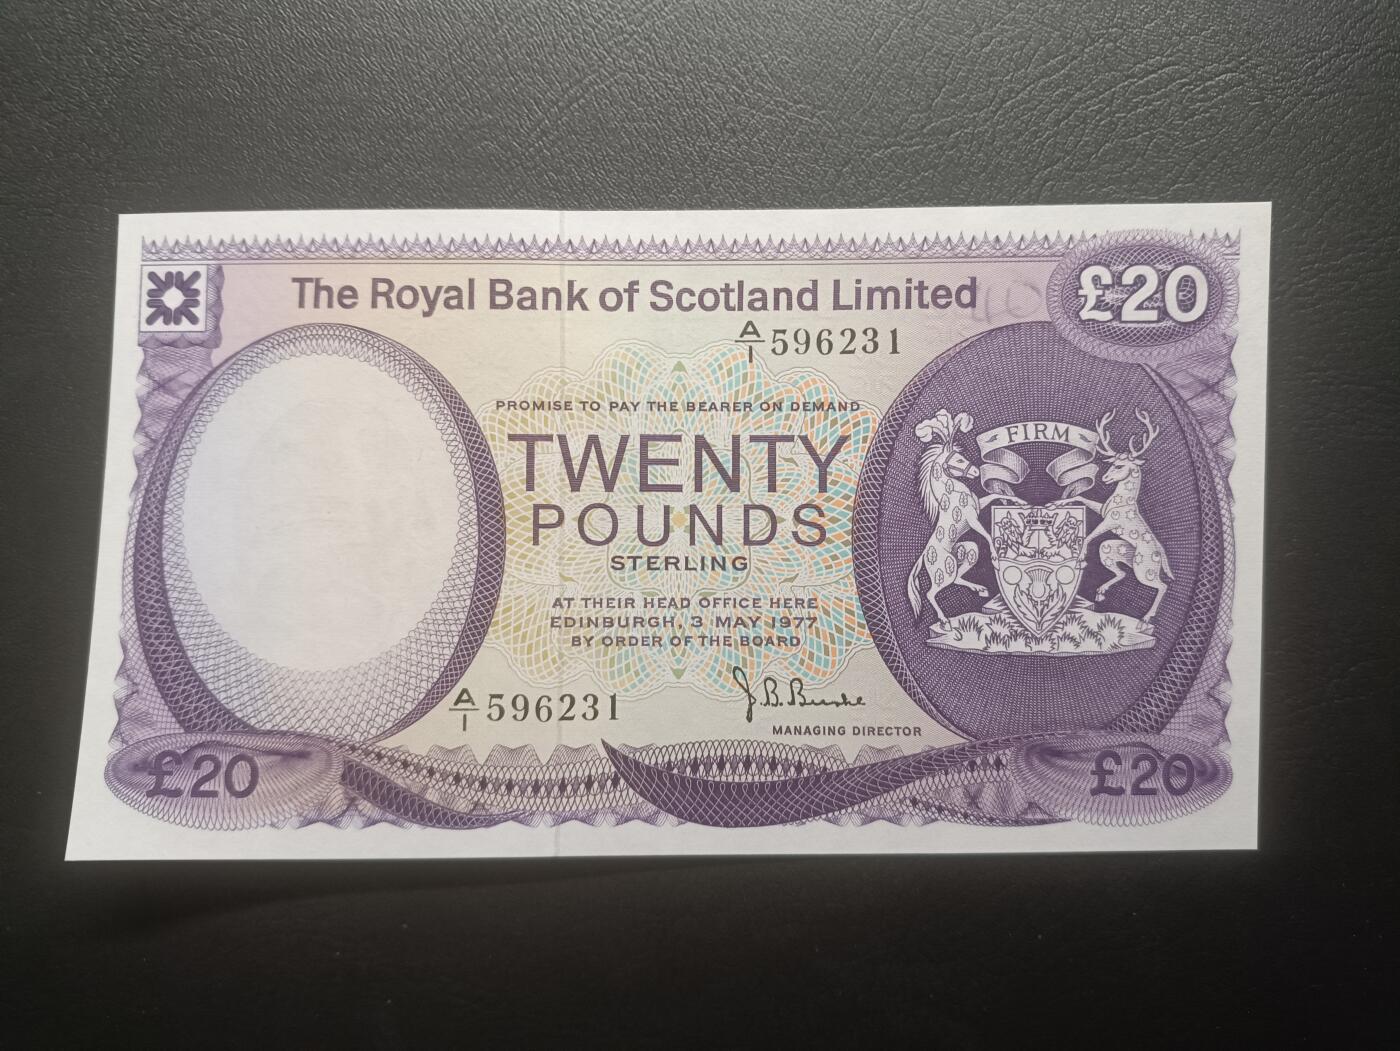 The Royal Bank of Scotland Limited
£20
A/1 596231
PROMISE TO PAY THE BEARER ON DEMAND
TWENTY
POUNDS
STERLING
FIRM
AT THEIR HEAD OFFICE HERE
EDINBURGH, 3 MAY 1977
BY ORDER OF THE BOARD
A/1 596231
J. B. Burke
MANAGING DIRECTOR
£20
£20